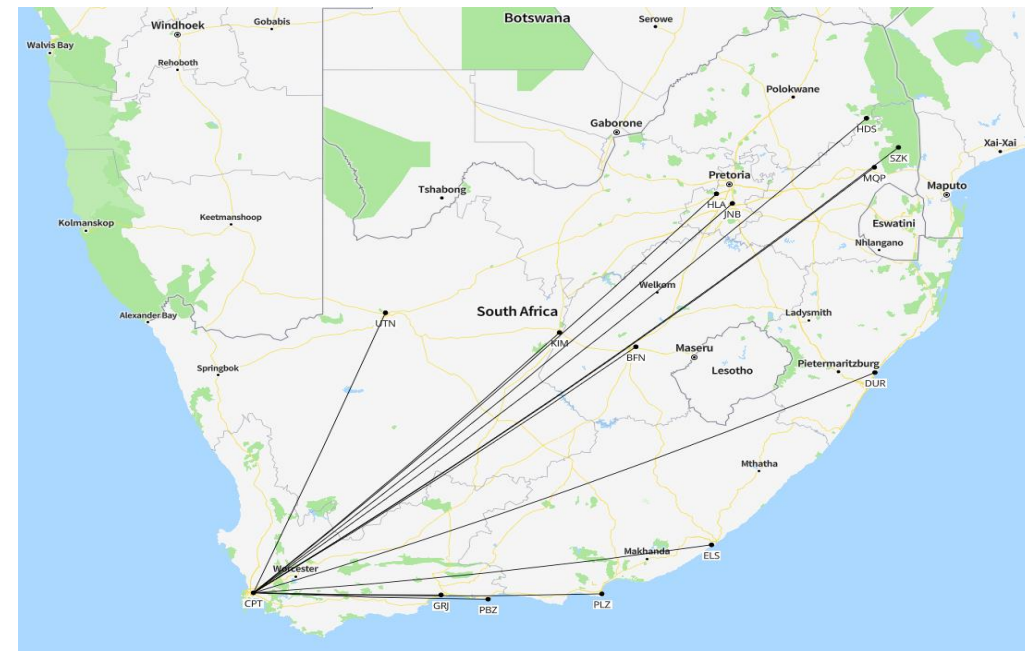 Botswana
Serowe
Gobabis
Windhoek
Walvis Bay
Rehoboth
Polokwane
Gaborone
HDS
Xai-Xai
SZK
Pretoria
MQP
Tshabong
Maputo
HLA
JNB
Keetmanshoop
Kolmanskop
Eswatini
Nhlangano
Welkom
South Africa
Ladysmith
Alexander Bay
UTN
KIM
BFN
Maseru
Lesotho
Pietermaritzburg
Springbok
DUR
Mthatha
Makhanda
ELS
Worcester
CPT
GRJ
PBZ
PLZ